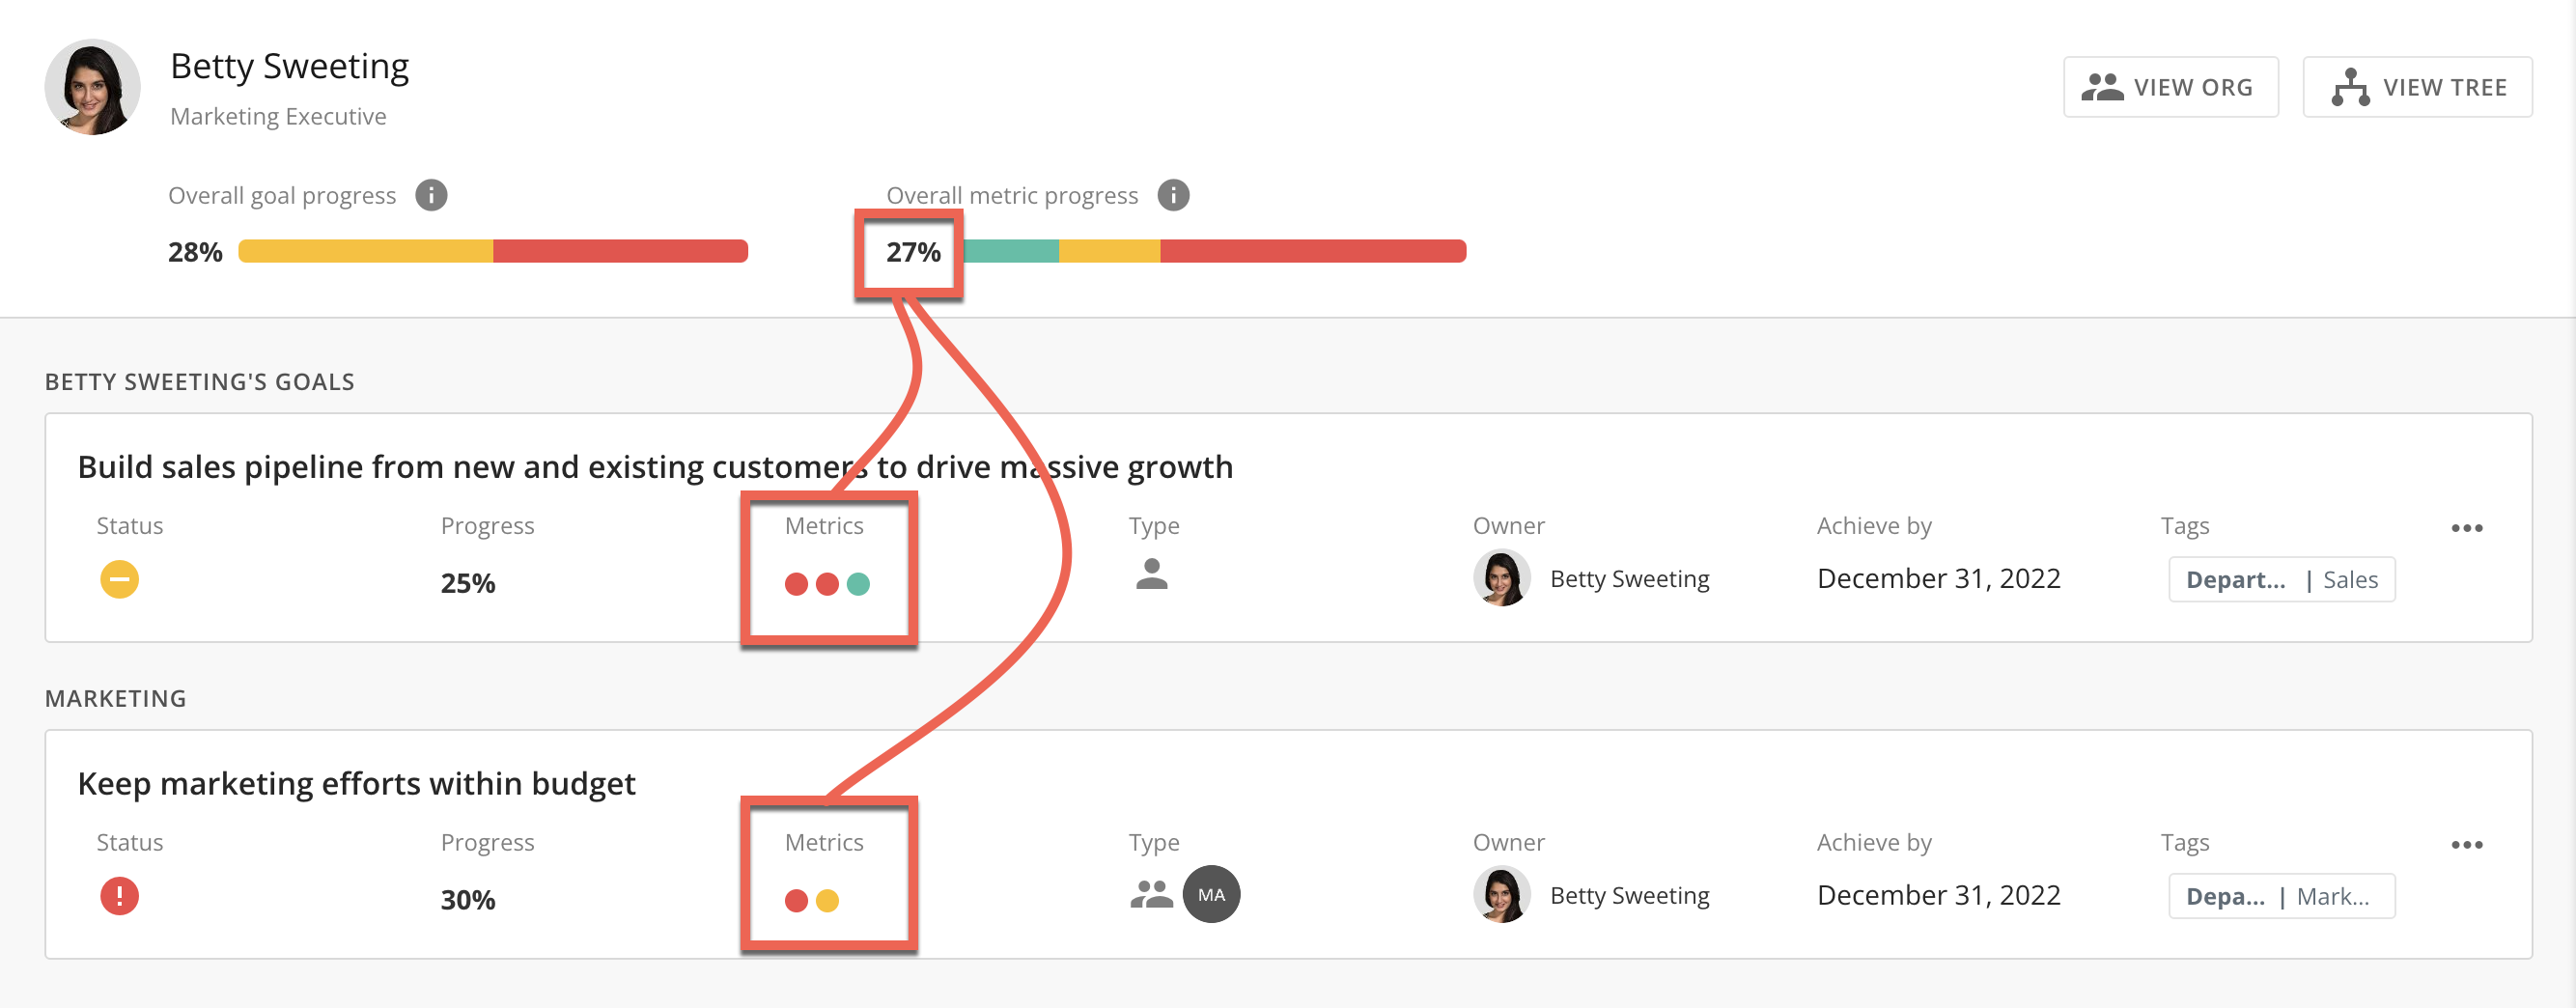 Betty Sweeting
Marketing Executive
VIEW ORG
VIEW TREE
Overall goal progress
Overall metric progress
28%
27%
BETTY SWEETING'S GOALS
Build sales pipeline from new and existing customers to drive massive growth
Status Progress Metrics Type Owner Achieve by Tags
25% Betty Sweeting December 31, 2022 Depart... | Sales
MARKETING
Keep marketing efforts within budget
Status Progress Metrics Type Owner Achieve by Tags
30% MA Betty Sweeting December 31, 2022 Depa... | Mark...